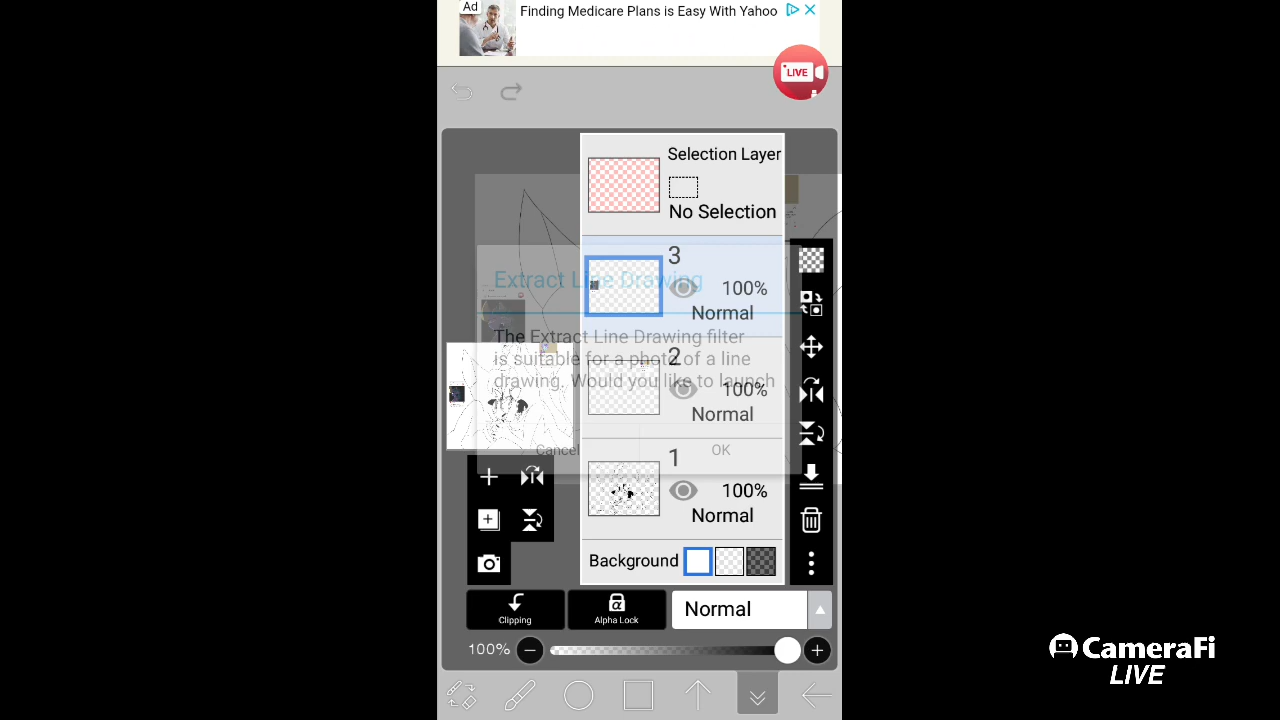 Ad
Finding Medicare Plans is Easy With Yahoo
LIVE
Selection Layer
No Selection
3
100%
Normal
Extract Line Drawing
The Extract Line Drawing filter
is suitable for a photo of a line
drawing. Would you like to launch
Cancel
OK
2
100%
Normal
1
100%
Normal
Background
Clipping
α
Alpha Lock
Normal
100%
CameraFi
LIVE